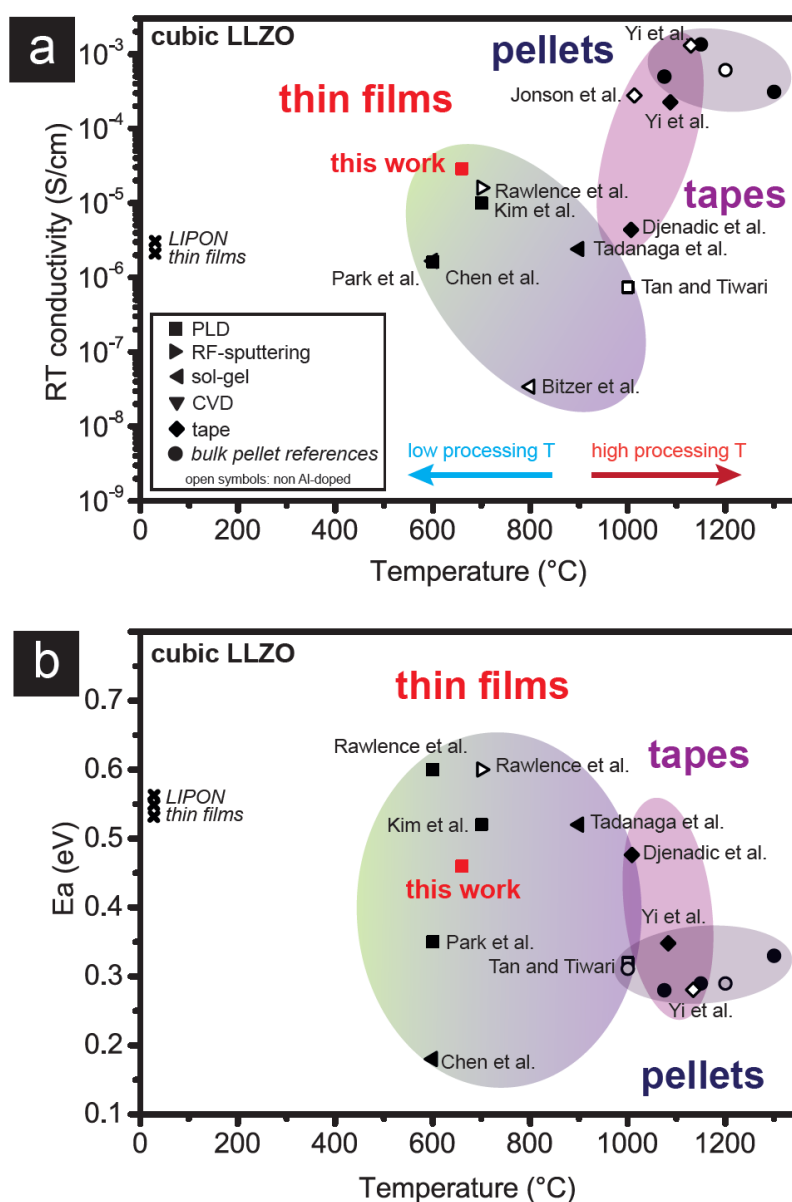 a
cubic LLZO
Yi et al.
pellets
thin films
Jonson et al.
Yi et al.
this work
Rawlence et al.
Kim et al.
tapes
Djenadic et al.
LIPON
thin films
Tadanaga et al.
Park et al.
Chen et al.
Tan and Tiwari
PLD
RF-sputtering
sol-gel
CVD
tape
bulk pellet references
open symbols: non Al-doped
Bitzer et al.
low processing T
high processing T
10⁻³
10⁻⁴
10⁻⁵
10⁻⁶
10⁻⁷
10⁻⁸
10⁻⁹
RT conductivity (S/cm)
0 200 400 600 800 1000 1200
Temperature (°C)
b
cubic LLZO
thin films
tapes
Rawlence et al.
Rawlence et al.
LIPON
thin films
Kim et al.
Tadanaga et al.
Djenadic et al.
this work
Yi et al.
Park et al.
Tan and Tiwari
Yi et al.
Chen et al.
pellets
0.7
0.6
0.5
0.4
0.3
0.2
0.1
Ea (eV)
0 200 400 600 800 1000 1200
Temperature (°C)